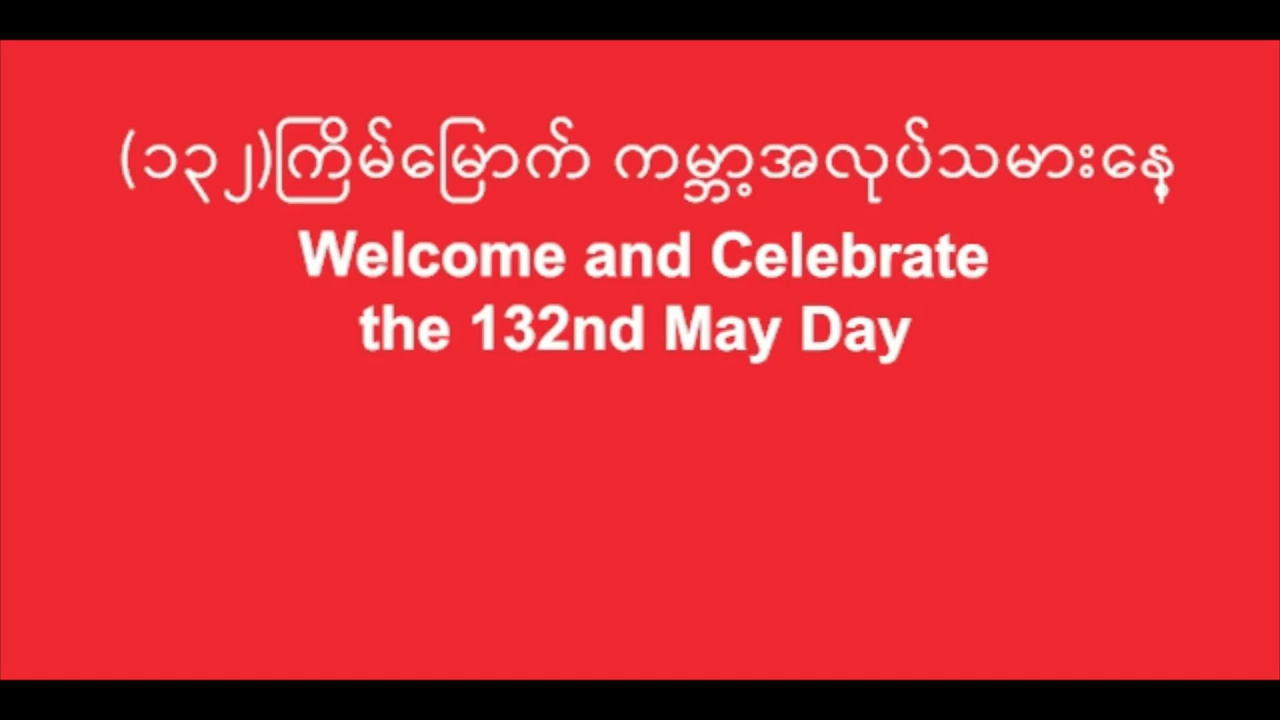 (၁၃၂)ကြိမ်မြောက် ကမ္ဘာ့အလုပ်သမားနေ့
Welcome and Celebrate
the 132nd May Day